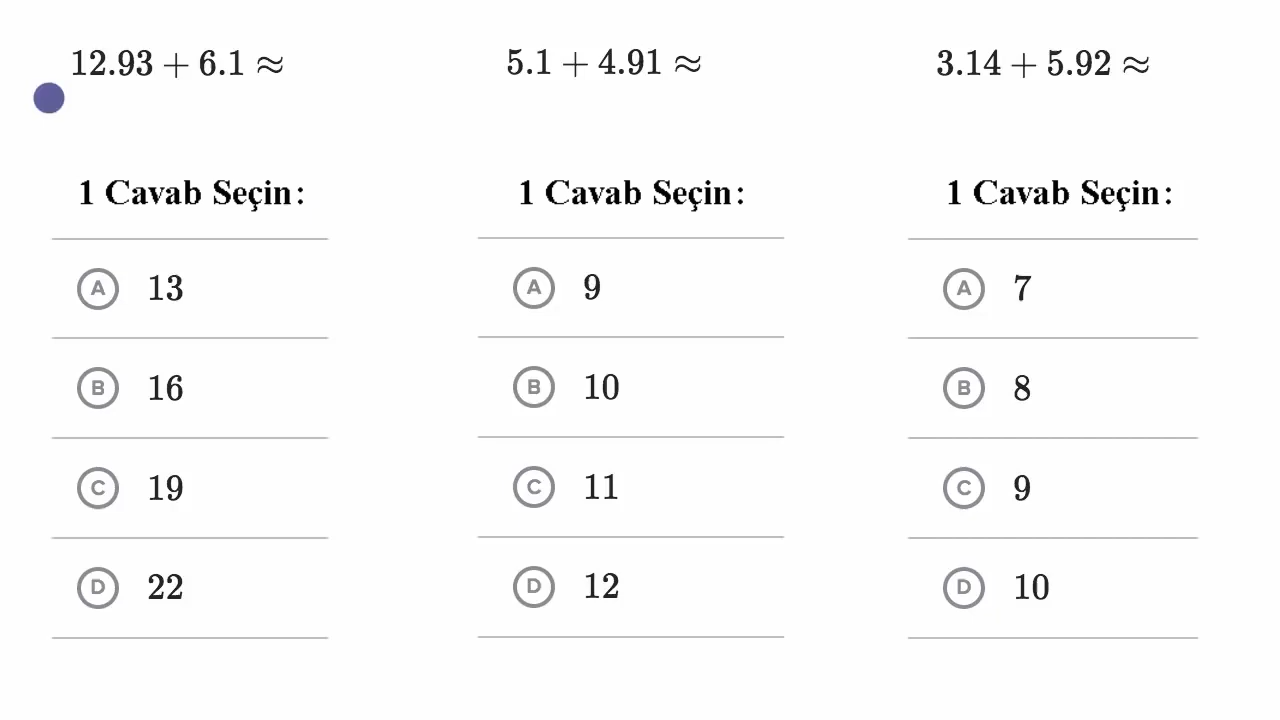 12.93 + 6.1 ≈
1 Cavab Seçin:
A 13
B 16
C 19
D 22
5.1 + 4.91 ≈
1 Cavab Seçin:
A 9
B 10
C 11
D 12
3.14 + 5.92 ≈
1 Cavab Seçin:
A 7
B 8
C 9
D 10